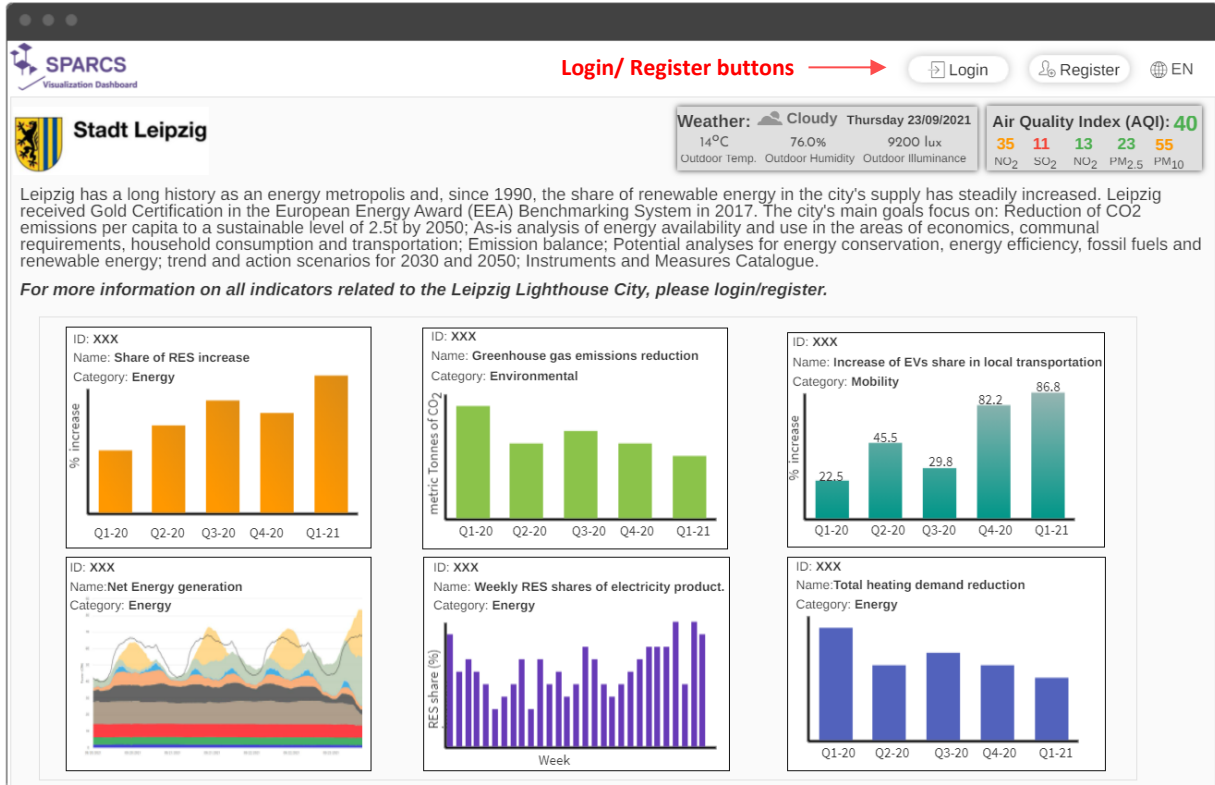 SPARCS
Visualization Dashboard
Login/ Register buttons
Login
Register
EN
Stadt Leipzig
Weather: Cloudy Thursday 23/09/2021
14°C 76.0% 9200 lux
Outdoor Temp. Outdoor Humidity Outdoor Illuminance
Air Quality Index (AQI): 40
35 11 13 23 55
NO2 SO2 NO2 PM2.5 PM10
Leipzig has a long history as an energy metropolis and, since 1990, the share of renewable energy in the city's supply has steadily increased. Leipzig
received Gold Certification in the European Energy Award (EEA) Benchmarking System in 2017. The city's main goals focus on: Reduction of CO2
emissions per capita to a sustainable level of 2.5t by 2050; As-is analysis of energy availability and use in the areas of economics, communal
requirements, household consumption and transportation; Emission balance; Potential analyses for energy conservation, energy efficiency, fossil fuels and
renewable energy; trend and action scenarios for 2030 and 2050; Instruments and Measures Catalogue.
For more information on all indicators related to the Leipzig Lighthouse City, please login/register.
ID: XXX
Name: Share of RES increase
Category: Energy
% increase
Q1-20 Q2-20 Q3-20 Q4-20 Q1-21
ID: XXX
Name: Greenhouse gas emissions reduction
Category: Environmental
metric Tonnes of CO2
Q1-20 Q2-20 Q3-20 Q4-20 Q1-21
ID: XXX
Name: Increase of EVs share in local transportation
Category: Mobility
% increase
22.5 45.5 29.8 82.2 86.8
Q1-20 Q2-20 Q3-20 Q4-20 Q1-21
ID: XXX
Name:Net Energy generation
Category: Energy
ID: XXX
Name: Weekly RES shares of electricity product.
Category: Energy
RES share (%)
Week
ID: XXX
Name:Total heating demand reduction
Category: Energy
Q1-20 Q2-20 Q3-20 Q4-20 Q1-21